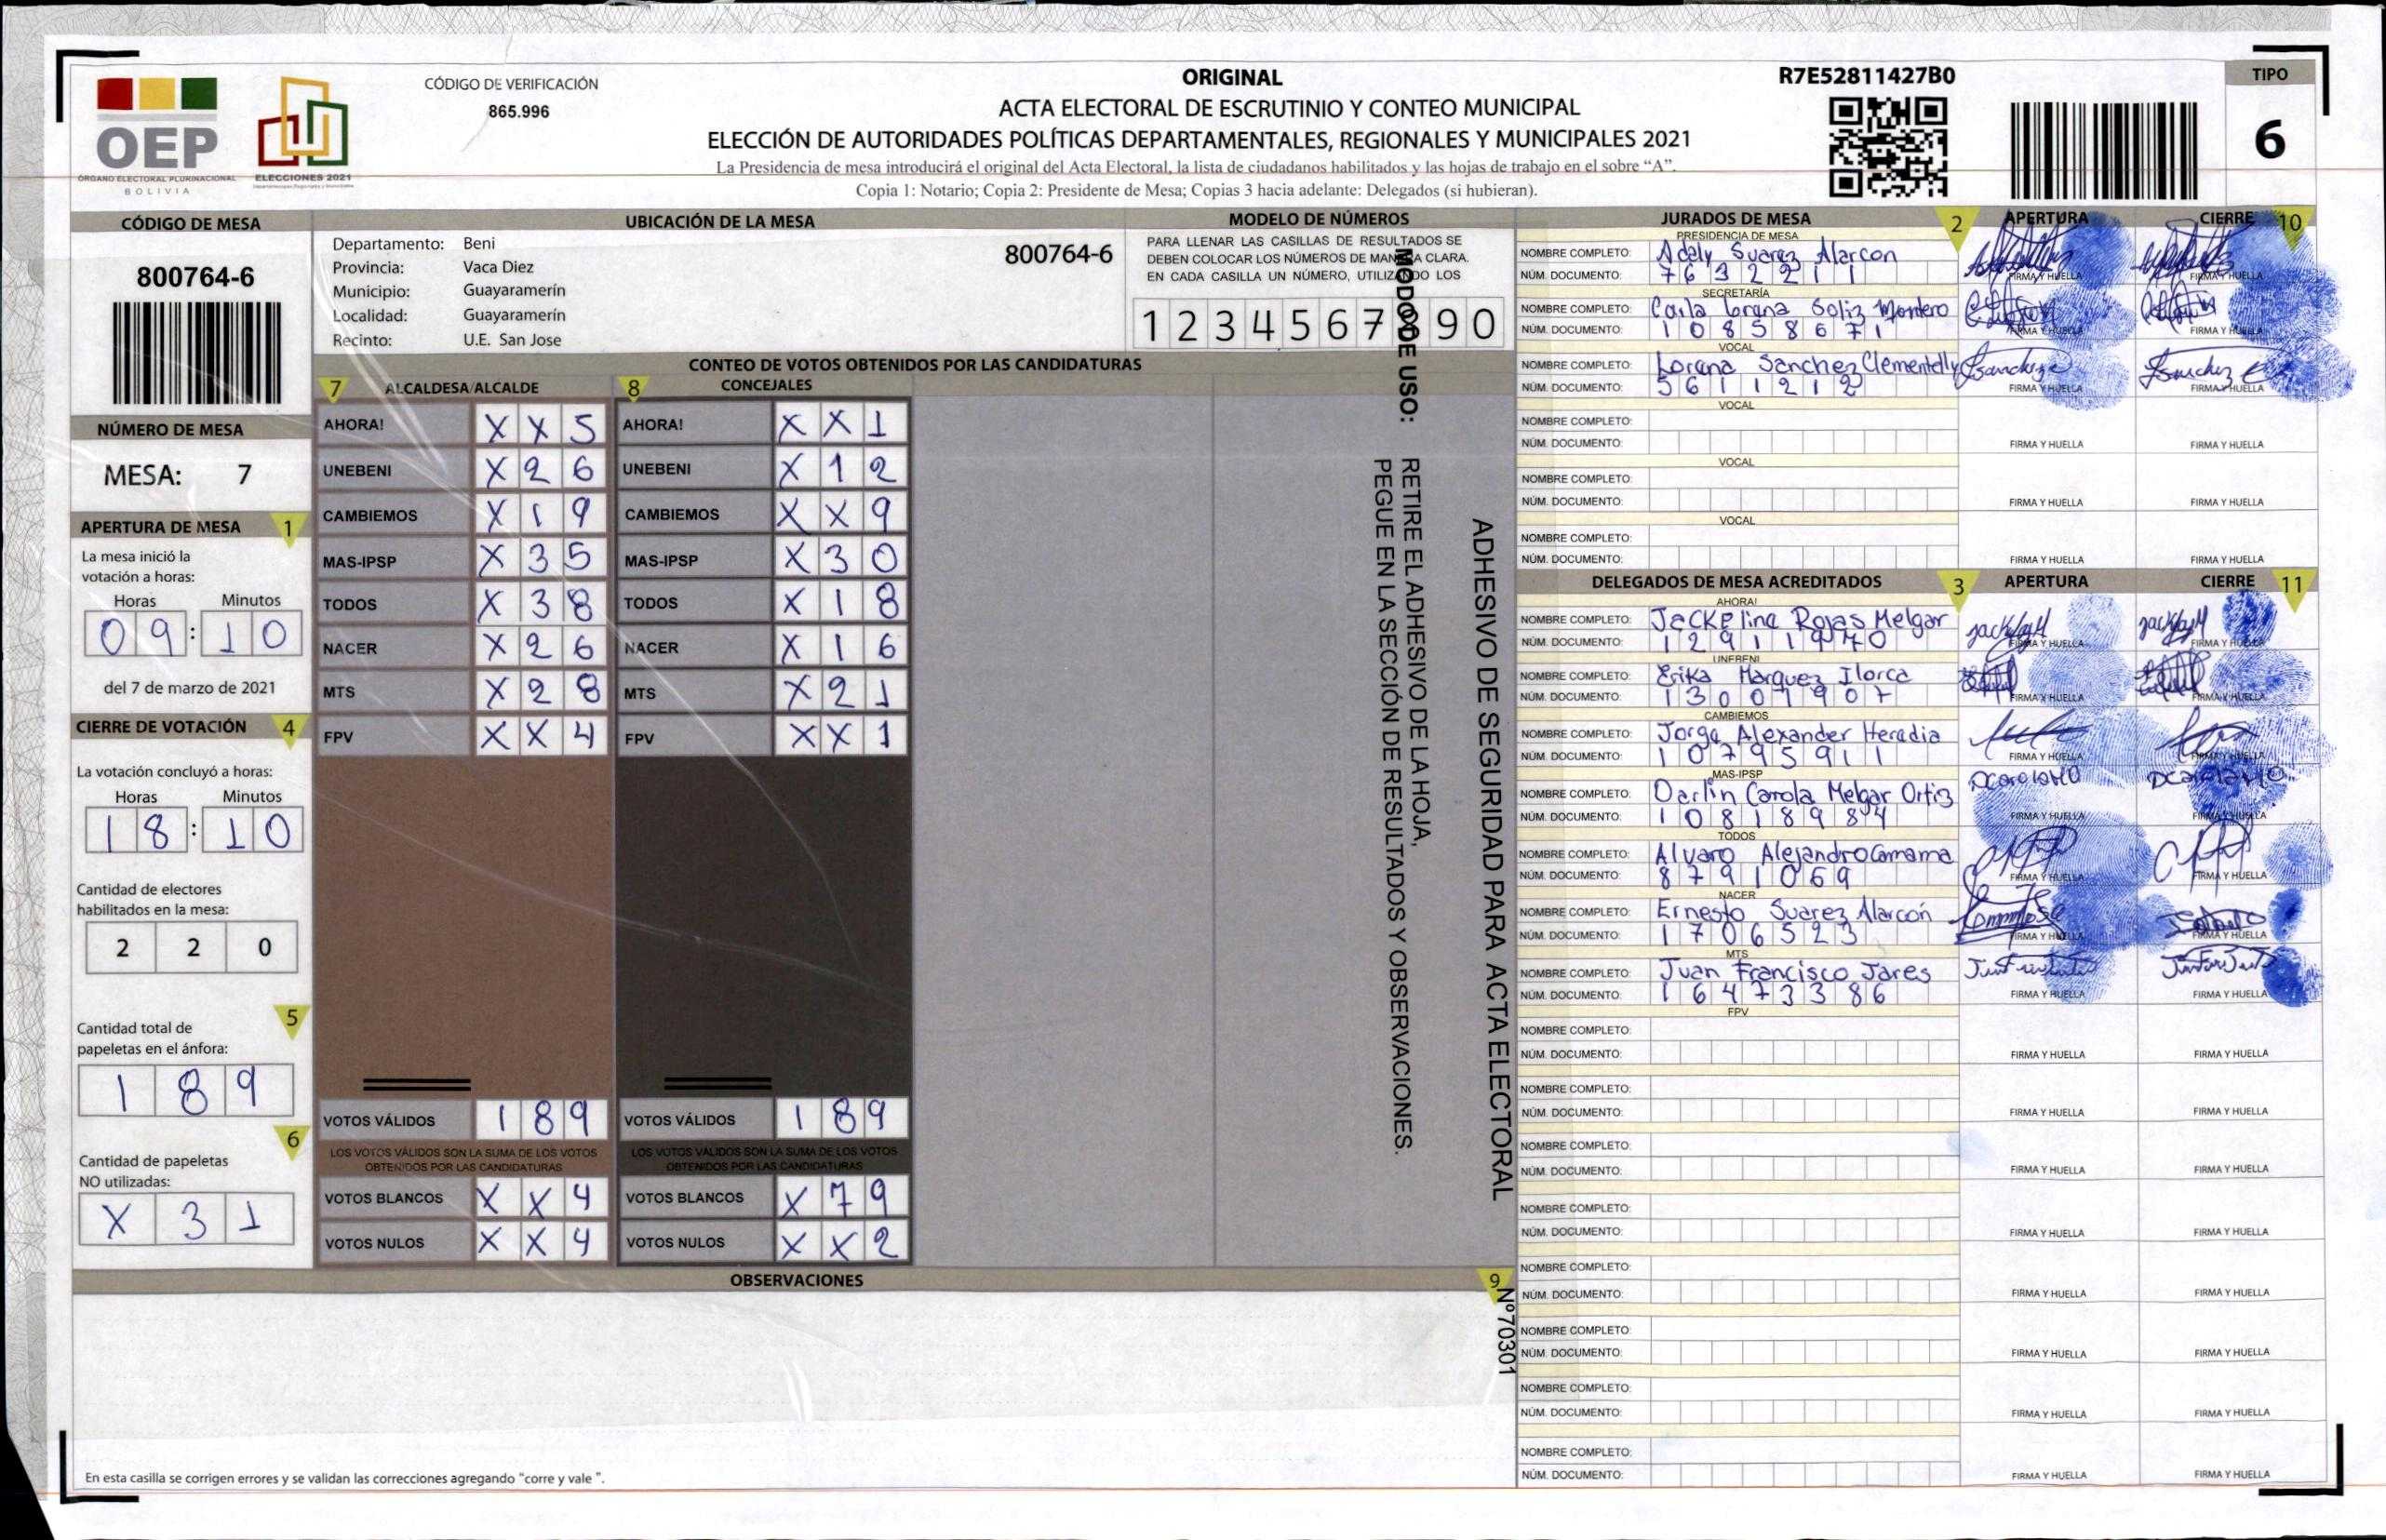 OEP
ÓRGANO ELECTORAL PLURINACIONAL
BOLIVIA
ELECCIONES 2021
CÓDIGO DE VERIFICACIÓN
865.996
ORIGINAL
ACTA ELECTORAL DE ESCRUTINIO Y CONTEO MUNICIPAL
ELECCIÓN DE AUTORIDADES POLÍTICAS DEPARTAMENTALES, REGIONALES Y MUNICIPALES 2021
La Presidencia de mesa introducirá el original del Acta Electoral, la lista de ciudadanos habilitados y las hojas de trabajo en el sobre “A”.
Copia 1: Notario; Copia 2: Presidente de Mesa; Copias 3 hacia adelante: Delegados (si hubieran).
R7E52811427B0
TIPO
6
CÓDIGO DE MESA
800764-6
NÚMERO DE MESA
MESA: 7
APERTURA DE MESA 1
La mesa inició la
votación a horas:
Horas Minutos
09:10
del 7 de marzo de 2021
CIERRE DE VOTACIÓN 4
La votación concluyó a horas:
Horas Minutos
18:10
Cantidad de electores
habilitados en la mesa:
2 2 0
5
Cantidad total de
papeletas en el ánfora:
1 8 9
6
Cantidad de papeletas
NO utilizadas:
X 3 1
UBICACIÓN DE LA MESA
Departamento: Beni
Provincia: Vaca Diez
Municipio: Guayaramerín
Localidad: Guayaramerín
Recinto: U.E. San Jose
800764-6
MODELO DE NÚMEROS
PARA LLENAR LAS CASILLAS DE RESULTADOS SE
DEBEN COLOCAR LOS NÚMEROS DE MANERA CLARA.
EN CADA CASILLA UN NÚMERO, UTILIZANDO LOS
1 2 3 4 5 6 7 8 9 0
CONTEO DE VOTOS OBTENIDOS POR LAS CANDIDATURAS
7 ALCALDESA/ALCALDE 8 CONCEJALES
AHORA! X X 5 AHORA! X X 1
UNEBENI X 2 6 UNEBENI X 1 2
CAMBIEMOS X 1 9 CAMBIEMOS X X 9
MAS-IPSP X 3 5 MAS-IPSP X 3 0
TODOS X 3 8 TODOS X 1 8
NACER X 2 6 NACER X 1 6
MTS X 2 8 MTS X 2 1
FPV X X 4 FPV X X 1
VOTOS VÁLIDOS 1 8 9 VOTOS VÁLIDOS 1 8 9
LOS VOTOS VÁLIDOS SON LA SUMA DE LOS VOTOS LOS VOTOS VÁLIDOS SON LA SUMA DE LOS VOTOS
OBTENIDOS POR LAS CANDIDATURAS OBTENIDOS POR LAS CANDIDATURAS
VOTOS BLANCOS X X 4 VOTOS BLANCOS X 7 9
VOTOS NULOS X X 4 VOTOS NULOS X X 2
MODO DE USO: RETIRE EL ADHESIVO DE LA HOJA,
PEGUE EN LA SECCIÓN DE RESULTADOS Y OBSERVACIONES.
ADHESIVO DE SEGURIDAD PARA ACTA ELECTORAL
Nº70301
OBSERVACIONES 9
En esta casilla se corrigen errores y se validan las correcciones agregando “corre y vale ”.
JURADOS DE MESA 2 APERTURA CIERRE 10
PRESIDENCIA DE MESA
NOMBRE COMPLETO: Adely Suarez Alarcon
NÚM. DOCUMENTO: 7632211 FIRMA Y HUELLA FIRMA Y HUELLA
SECRETARÍA
NOMBRE COMPLETO: Carla Lorena Soliz Montero
NÚM. DOCUMENTO: 10858671 FIRMA Y HUELLA FIRMA Y HUELLA
VOCAL
NOMBRE COMPLETO: Lorena Sanchez Clementelly
NÚM. DOCUMENTO: 5611212 FIRMA Y HUELLA FIRMA Y HUELLA
VOCAL
NOMBRE COMPLETO:
NÚM. DOCUMENTO: FIRMA Y HUELLA FIRMA Y HUELLA
VOCAL
NOMBRE COMPLETO:
NÚM. DOCUMENTO: FIRMA Y HUELLA FIRMA Y HUELLA
VOCAL
NOMBRE COMPLETO:
NÚM. DOCUMENTO: FIRMA Y HUELLA FIRMA Y HUELLA
DELEGADOS DE MESA ACREDITADOS 3 APERTURA CIERRE 11
AHORA!
NOMBRE COMPLETO: Jackeline Rojas Melgar
NÚM. DOCUMENTO: 12911970 FIRMA Y HUELLA FIRMA Y HUELLA
UNEBENI
NOMBRE COMPLETO: Erika Marquez Ilorca
NÚM. DOCUMENTO: 13007907 FIRMA Y HUELLA FIRMA Y HUELLA
CAMBIEMOS
NOMBRE COMPLETO: Jorge Alexander Heredia
NÚM. DOCUMENTO: 10795911 FIRMA Y HUELLA FIRMA Y HUELLA
MAS-IPSP
NOMBRE COMPLETO: Darlin Carola Melgar Ortiz
NÚM. DOCUMENTO: 10818984 FIRMA Y HUELLA FIRMA Y HUELLA
TODOS
NOMBRE COMPLETO: Alvaro Alejandro Camama
NÚM. DOCUMENTO: 8791069 FIRMA Y HUELLA FIRMA Y HUELLA
NACER
NOMBRE COMPLETO: Ernesto Suarez Alarcón
NÚM. DOCUMENTO: 1706523 FIRMA Y HUELLA FIRMA Y HUELLA
MTS
NOMBRE COMPLETO: Juan Francisco Jares
NÚM. DOCUMENTO: 16473386 FIRMA Y HUELLA FIRMA Y HUELLA
FPV
NOMBRE COMPLETO:
NÚM. DOCUMENTO: FIRMA Y HUELLA FIRMA Y HUELLA
NOMBRE COMPLETO:
NÚM. DOCUMENTO: FIRMA Y HUELLA FIRMA Y HUELLA
NOMBRE COMPLETO:
NÚM. DOCUMENTO: FIRMA Y HUELLA FIRMA Y HUELLA
NOMBRE COMPLETO:
NÚM. DOCUMENTO: FIRMA Y HUELLA FIRMA Y HUELLA
NOMBRE COMPLETO:
NÚM. DOCUMENTO: FIRMA Y HUELLA FIRMA Y HUELLA
NOMBRE COMPLETO:
NÚM. DOCUMENTO: FIRMA Y HUELLA FIRMA Y HUELLA
NOMBRE COMPLETO:
NÚM. DOCUMENTO: FIRMA Y HUELLA FIRMA Y HUELLA
NOMBRE COMPLETO:
NÚM. DOCUMENTO: FIRMA Y HUELLA FIRMA Y HUELLA